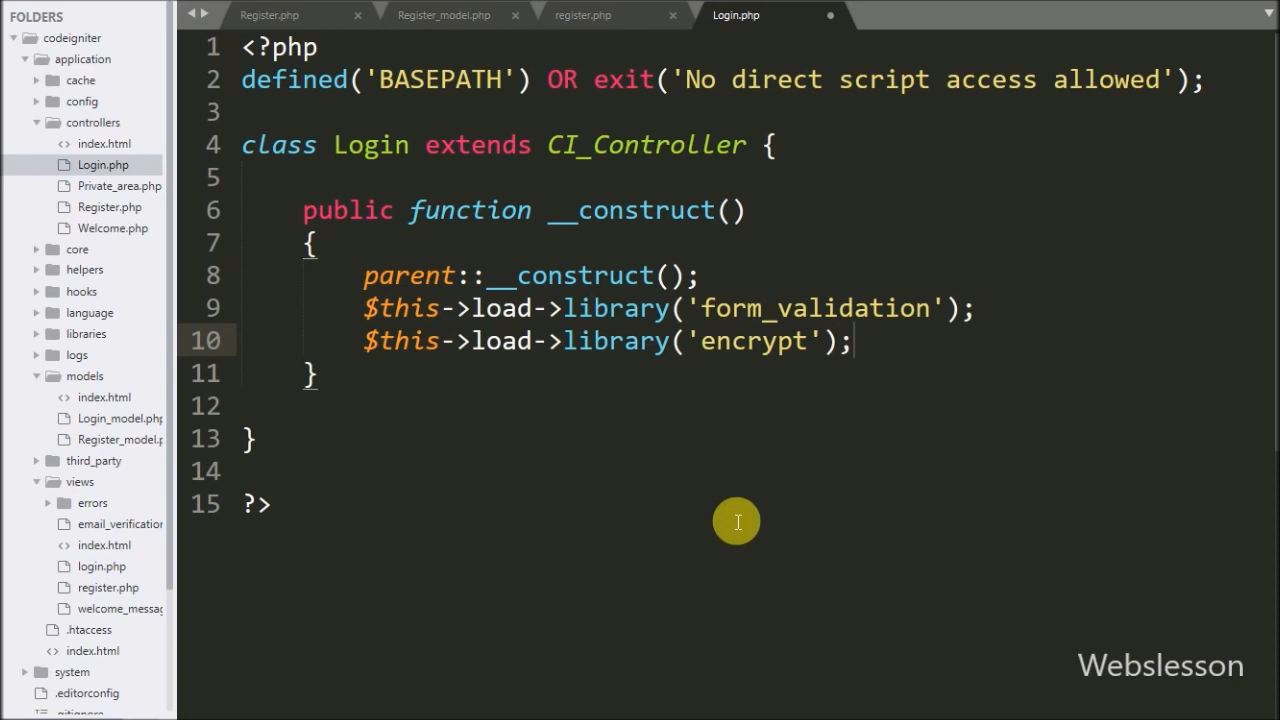 FOLDERS
codeigniter
application
cache
config
controllers
index.html
Login.php
Private_area.php
Register.php
Welcome.php
core
helpers
hooks
language
libraries
logs
models
index.html
Login_model.php
Register_model.p
third_party
views
errors
email_verification
index.html
login.php
register.php
welcome_messag
.htaccess
index.html
system
.editorconfig
.gitignore
Register.php
Register_model.php
register.php
Login.php
1 <?php
2 defined('BASEPATH') OR exit('No direct script access allowed');
3
4 class Login extends CI_Controller {
5
6 public function __construct()
7 {
8 parent::__construct();
9 $this->load->library('form_validation');
10 $this->load->library('encrypt');
11 }
12
13 }
14
15 ?>
Webslesson